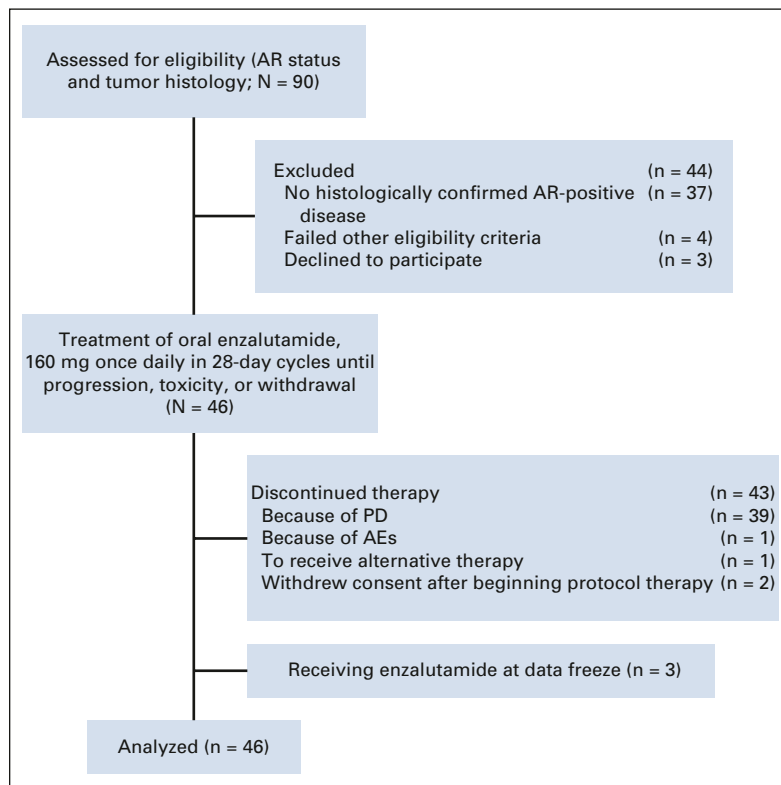 Assessed for eligibility (AR status
and tumor histology; N = 90)
Excluded (n = 44)
No histologically confirmed AR-positive (n = 37)
disease
Failed other eligibility criteria (n = 4)
Declined to participate (n = 3)
Treatment of oral enzalutamide,
160 mg once daily in 28-day cycles until
progression, toxicity, or withdrawal
(N = 46)
Discontinued therapy (n = 43)
Because of PD (n = 39)
Because of AEs (n = 1)
To receive alternative therapy (n = 1)
Withdrew consent after beginning protocol therapy (n = 2)
Receiving enzalutamide at data freeze (n = 3)
Analyzed (n = 46)